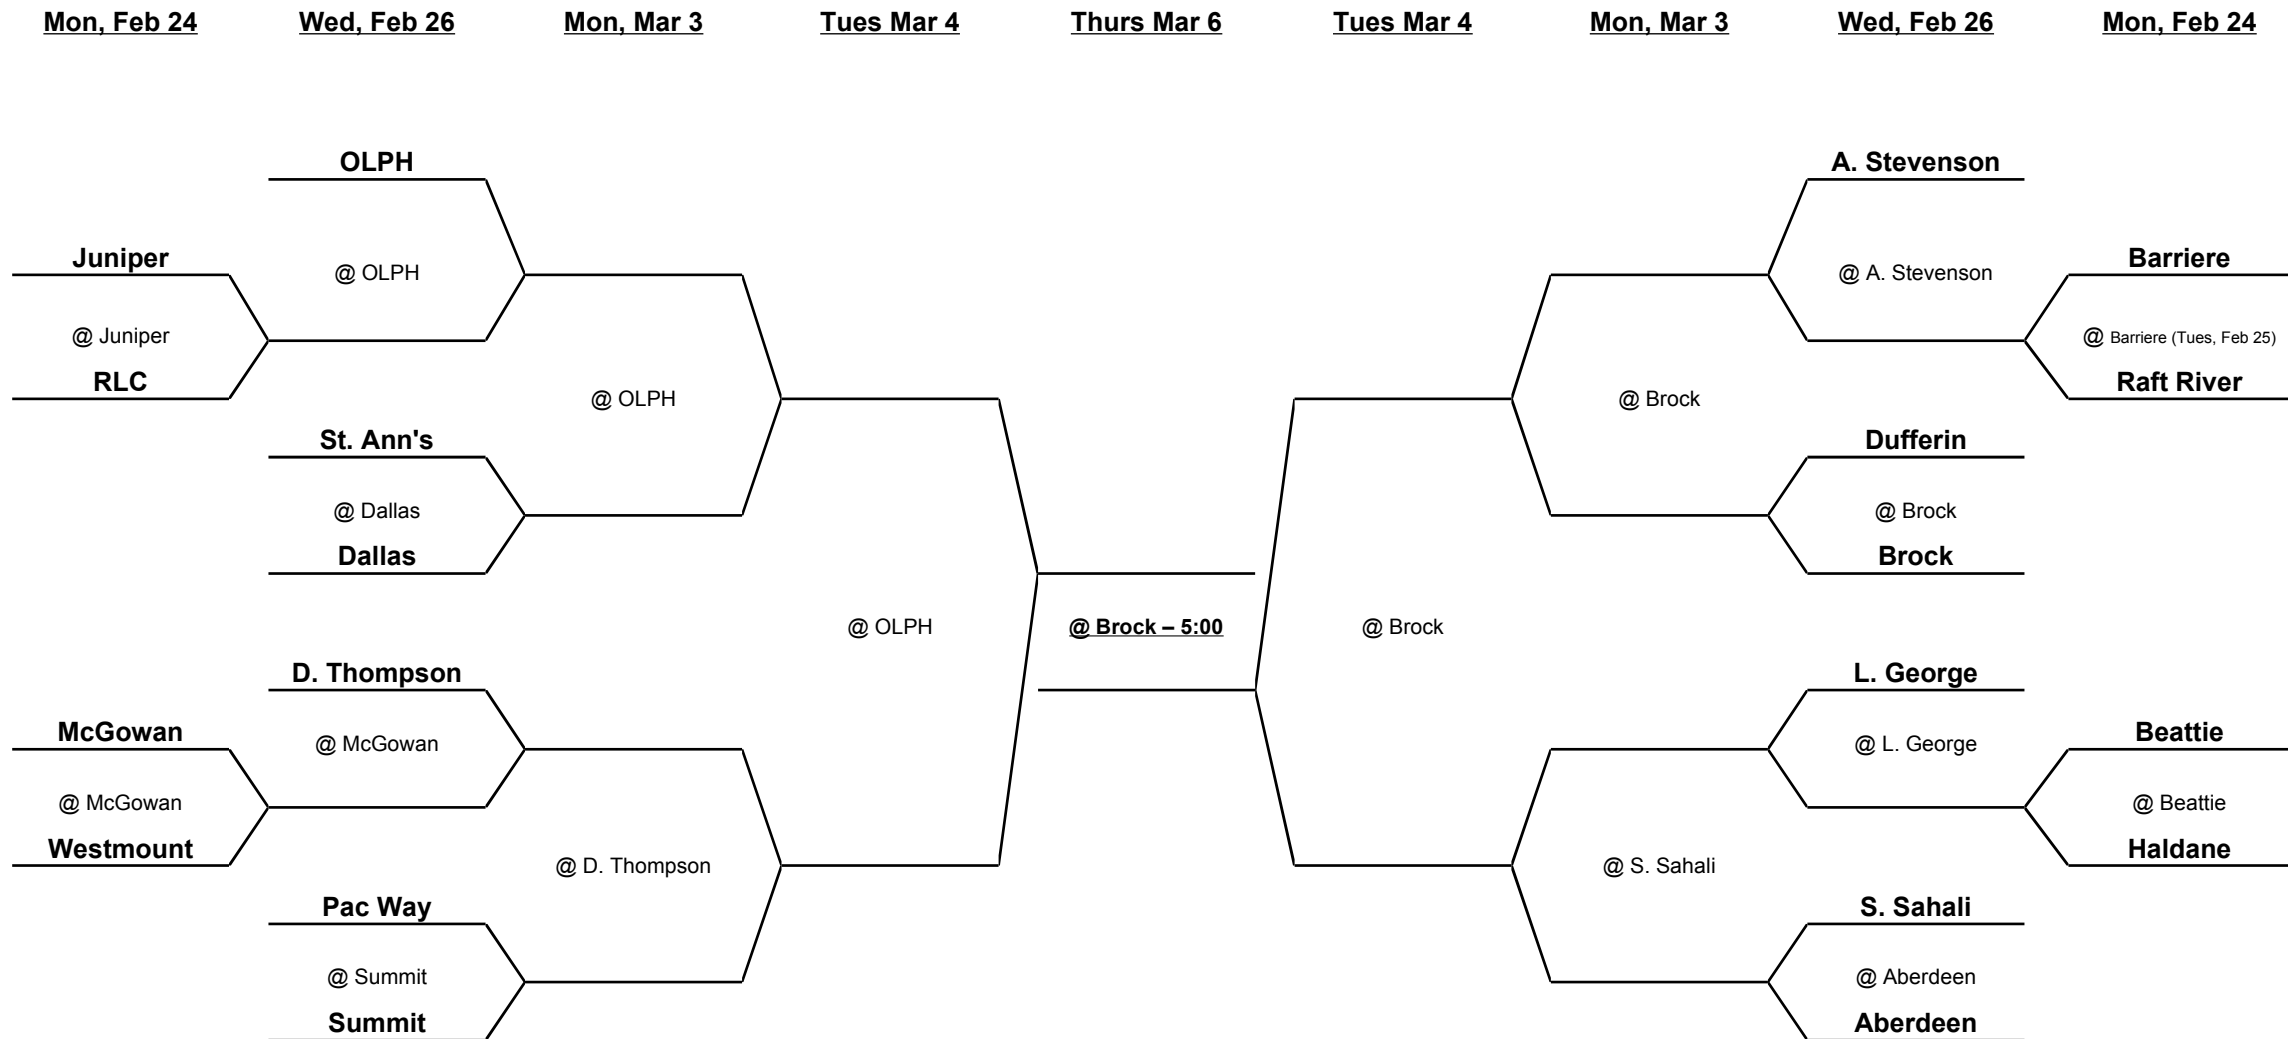 Mon, Feb 24
Wed, Feb 26
Mon, Mar 3
Tues Mar 4
Thurs Mar 6
Tues Mar 4
Mon, Mar 3
Wed, Feb 26
Mon, Feb 24
OLPH
A. Stevenson
Juniper
@ OLPH
@ A. Stevenson
Barriere
@ Juniper
@ Barriere (Tues, Feb 25)
RLC
@ OLPH
@ Brock
Raft River
St. Ann's
Dufferin
@ Dallas
@ Brock
Dallas
Brock
@ OLPH
@ Brock – 5:00
@ Brock
D. Thompson
L. George
McGowan
@ McGowan
@ L. George
Beattie
@ McGowan
@ Beattie
Westmount
@ D. Thompson
@ S. Sahali
Haldane
Pac Way
S. Sahali
@ Summit
@ Aberdeen
Summit
Aberdeen